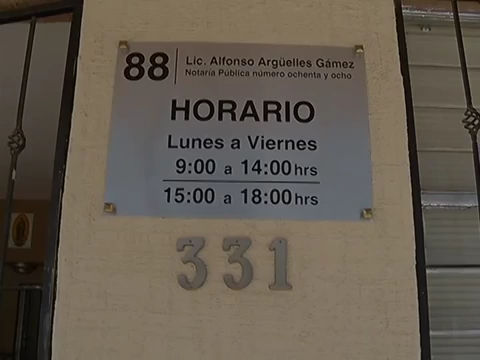 88
Lic. Alfonso Argüelles Gámez
Notaría Pública número ochenta y ocho
HORARIO
Lunes a Viernes
9:00 a 14:00 hrs
15:00 a 18:00 hrs
331